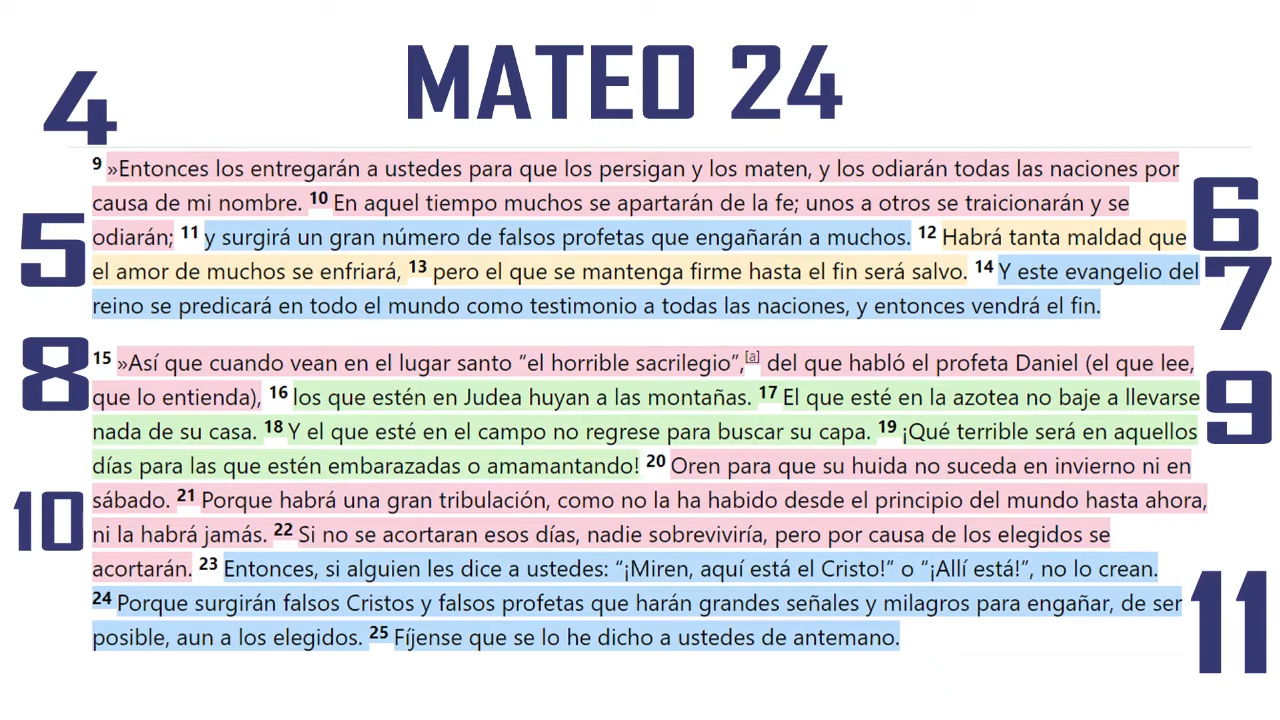 MATEO 24
4
9 »Entonces los entregarán a ustedes para que los persigan y los maten, y los odiarán todas las naciones por
causa de mi nombre. 10 En aquel tiempo muchos se apartarán de la fe; unos a otros se traicionarán y se
6
5
odiarán; 11 y surgirá un gran número de falsos profetas que engañarán a muchos. 12 Habrá tanta maldad que
el amor de muchos se enfriará, 13 pero el que se mantenga firme hasta el fin será salvo. 14 Y este evangelio del
7
reino se predicará en todo el mundo como testimonio a todas las naciones, y entonces vendrá el fin.
8
15 »Así que cuando vean en el lugar santo “el horrible sacrilegio”,[a] del que habló el profeta Daniel (el que lee,
que lo entienda), 16 los que estén en Judea huyan a las montañas. 17 El que esté en la azotea no baje a llevarse
9
nada de su casa. 18 Y el que esté en el campo no regrese para buscar su capa. 19 ¡Qué terrible será en aquellos
días para las que estén embarazadas o amamantando! 20 Oren para que su huida no suceda en invierno ni en
sábado. 21 Porque habrá una gran tribulación, como no la ha habido desde el principio del mundo hasta ahora,
10
ni la habrá jamás. 22 Si no se acortaran esos días, nadie sobreviviría, pero por causa de los elegidos se
acortarán. 23 Entonces, si alguien les dice a ustedes: “¡Miren, aquí está el Cristo!” o “¡Allí está!”, no lo crean.
24 Porque surgirán falsos Cristos y falsos profetas que harán grandes señales y milagros para engañar, de ser
11
posible, aun a los elegidos. 25 Fíjense que se lo he dicho a ustedes de antemano.